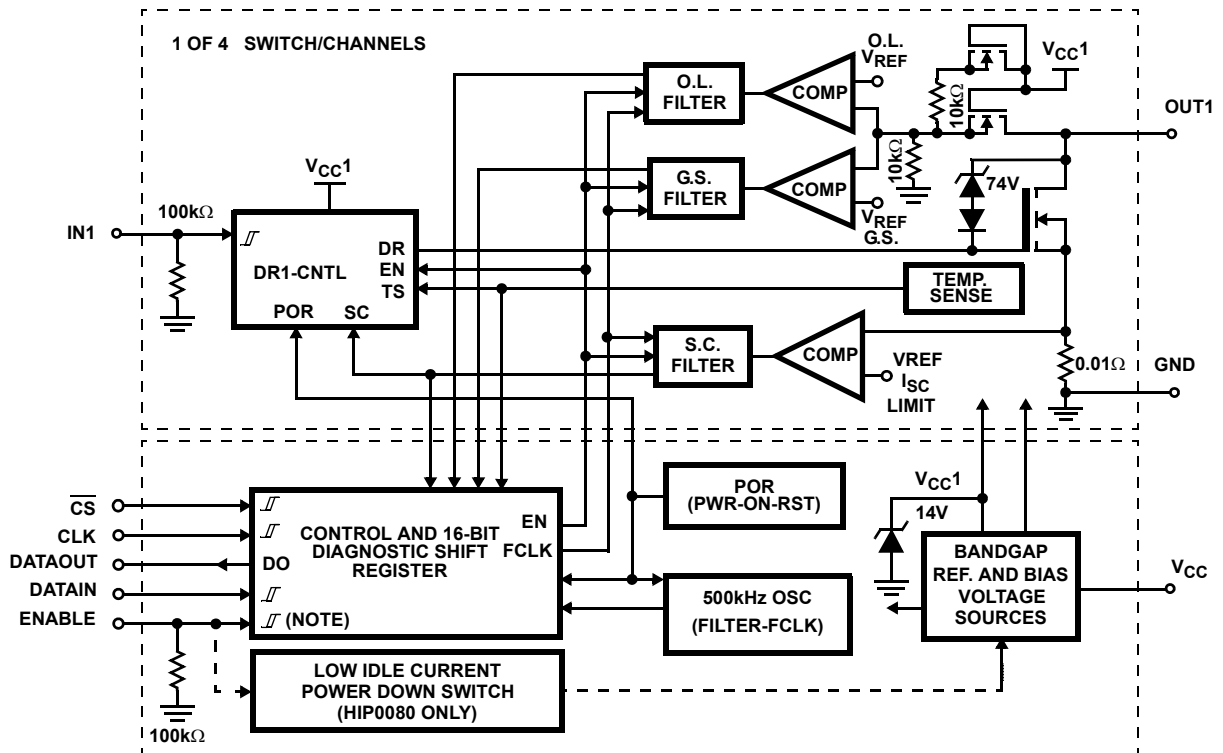 1 OF 4 SWITCH/CHANNELS
O.L.
VREF
VCC1
O.L.
FILTER
COMP
10kΩ
OUT1
10kΩ
VCC1
G.S.
FILTER
COMP
74V
100kΩ
VREF
G.S.
IN1
DR
DR1-CNTL
EN
TS
TEMP.
SENSE
POR
SC
S.C.
FILTER
COMP
VREF
ISC
LIMIT
0.01Ω
GND
CS
CLK
DATAOUT
DATAIN
ENABLE
DO
CONTROL AND 16-BIT
DIAGNOSTIC SHIFT
REGISTER
EN
FCLK
(NOTE)
POR
(PWR-ON-RST)
VCC1
14V
BANDGAP
REF. AND BIAS
VOLTAGE
SOURCES
VCC
500kHz OSC
(FILTER-FCLK)
LOW IDLE CURRENT
POWER DOWN SWITCH
(HIP0080 ONLY)
100kΩ